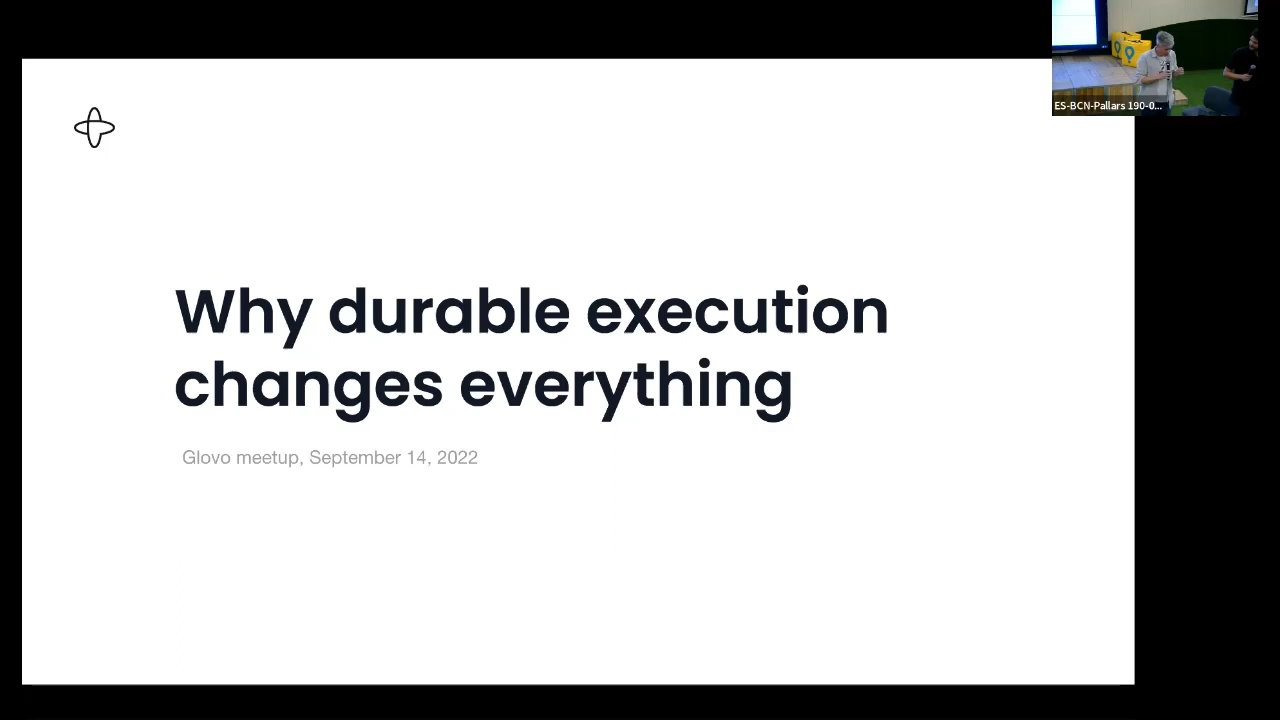 ES-BCN-Pallars 190-0...
Why durable execution
changes everything
Glovo meetup, September 14, 2022